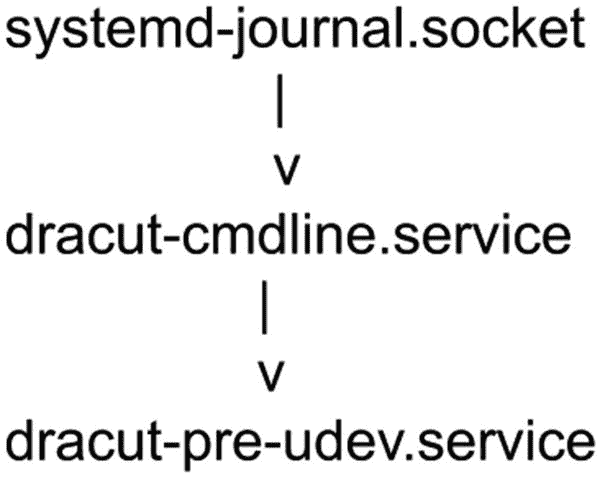 systemd-journal.socket
|
v
dracut-cmdline.service
|
v
dracut-pre-udev.service